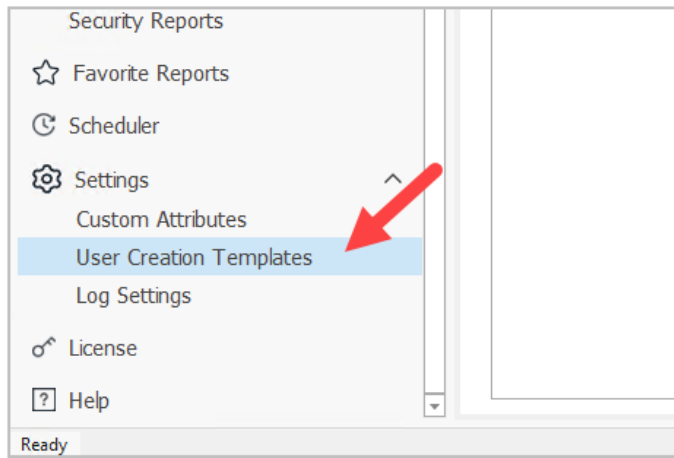 Security Reports
Favorite Reports
Scheduler
Settings
Custom Attributes
User Creation Templates
Log Settings
License
? Help
Ready